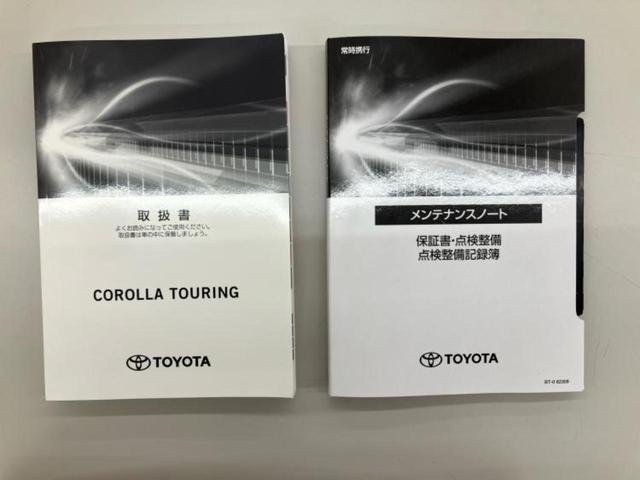 取扱書
よくお読みになってご使用ください。
取扱書は車の中に保管しましょう。
COROLLA TOURING
TOYOTA
常時携行
メンテナンスノート
保証書・点検整備
点検整備記録簿
TOYOTA